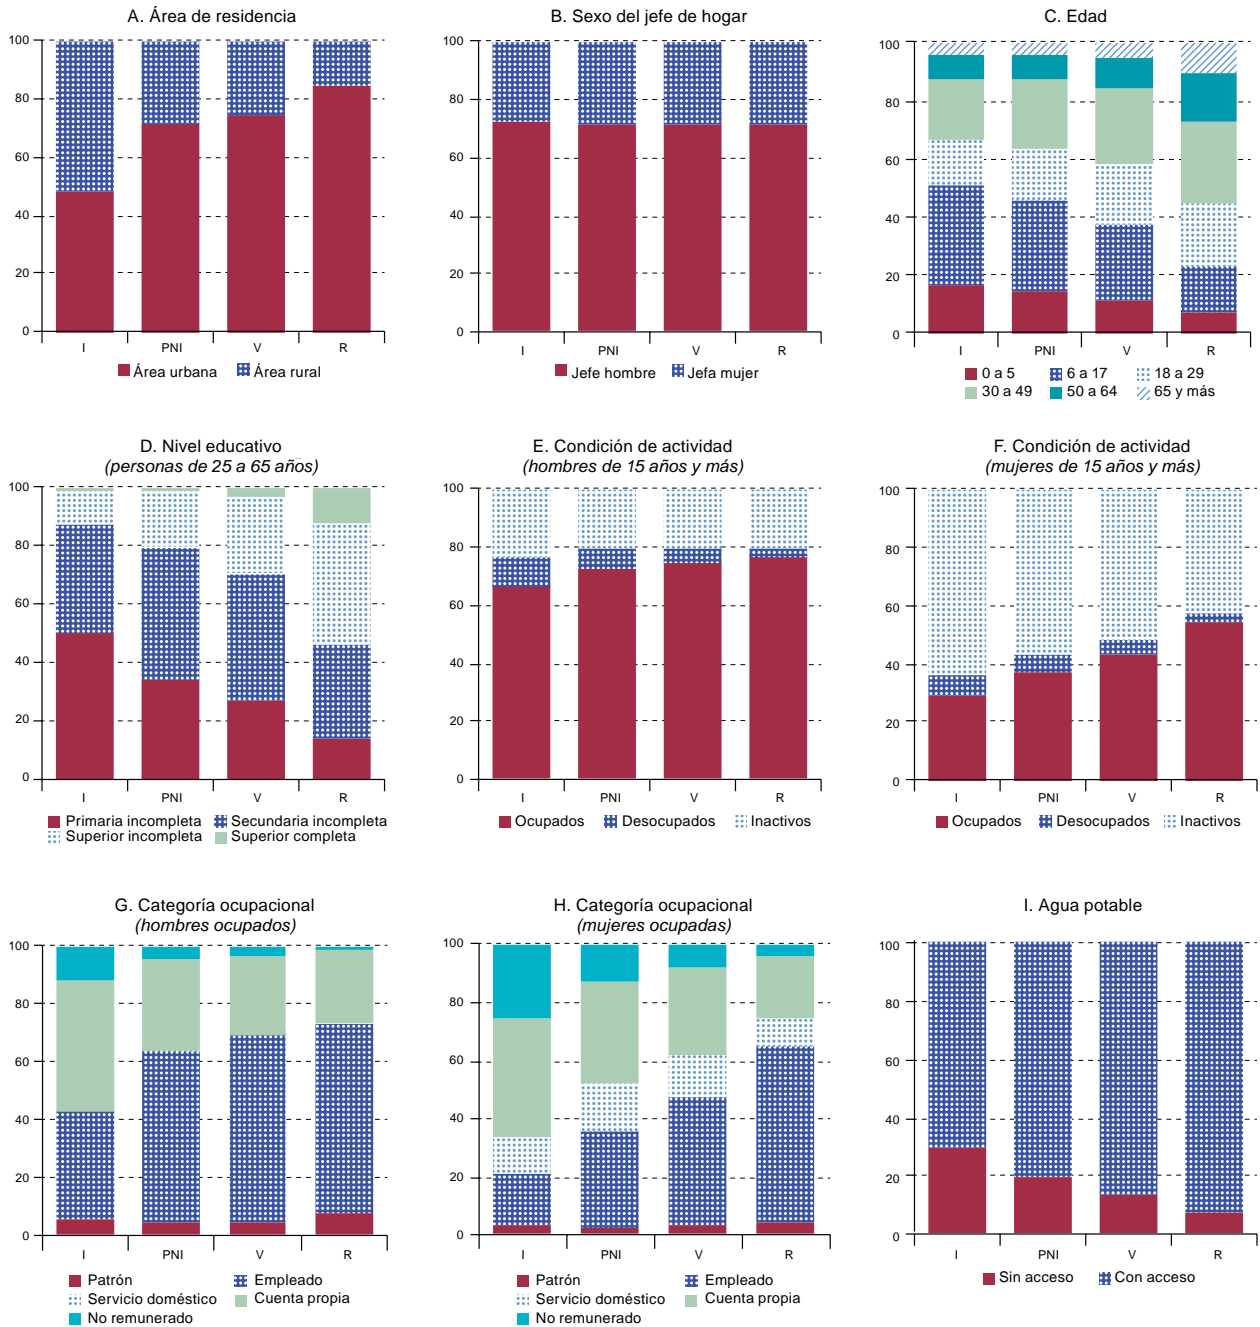 A. Área de residencia
100
80
60
40
20
0
I PNI V R
Área urbana Área rural
B. Sexo del jefe de hogar
100
80
60
40
20
0
I PNI V R
Jefe hombre Jefa mujer
C. Edad
100
80
60
40
20
0
I PNI V R
0 a 5 6 a 17 18 a 29
30 a 49 50 a 64 65 y más
D. Nivel educativo
(personas de 25 a 65 años)
100
80
60
40
20
0
I PNI V R
Primaria incompleta Secundaria incompleta
Superior incompleta Superior completa
E. Condición de actividad
(hombres de 15 años y más)
100
80
60
40
20
0
I PNI V R
Ocupados Desocupados Inactivos
F. Condición de actividad
(mujeres de 15 años y más)
100
80
60
40
20
0
I PNI V R
Ocupados Desocupados Inactivos
G. Categoría ocupacional
(hombres ocupados)
100
80
60
40
20
0
I PNI V R
Patrón Empleado
Servicio doméstico Cuenta propia
No remunerado
H. Categoría ocupacional
(mujeres ocupadas)
100
80
60
40
20
0
I PNI V R
Patrón Empleado
Servicio doméstico Cuenta propia
No remunerado
I. Agua potable
100
80
60
40
20
0
I PNI V R
Sin acceso Con acceso